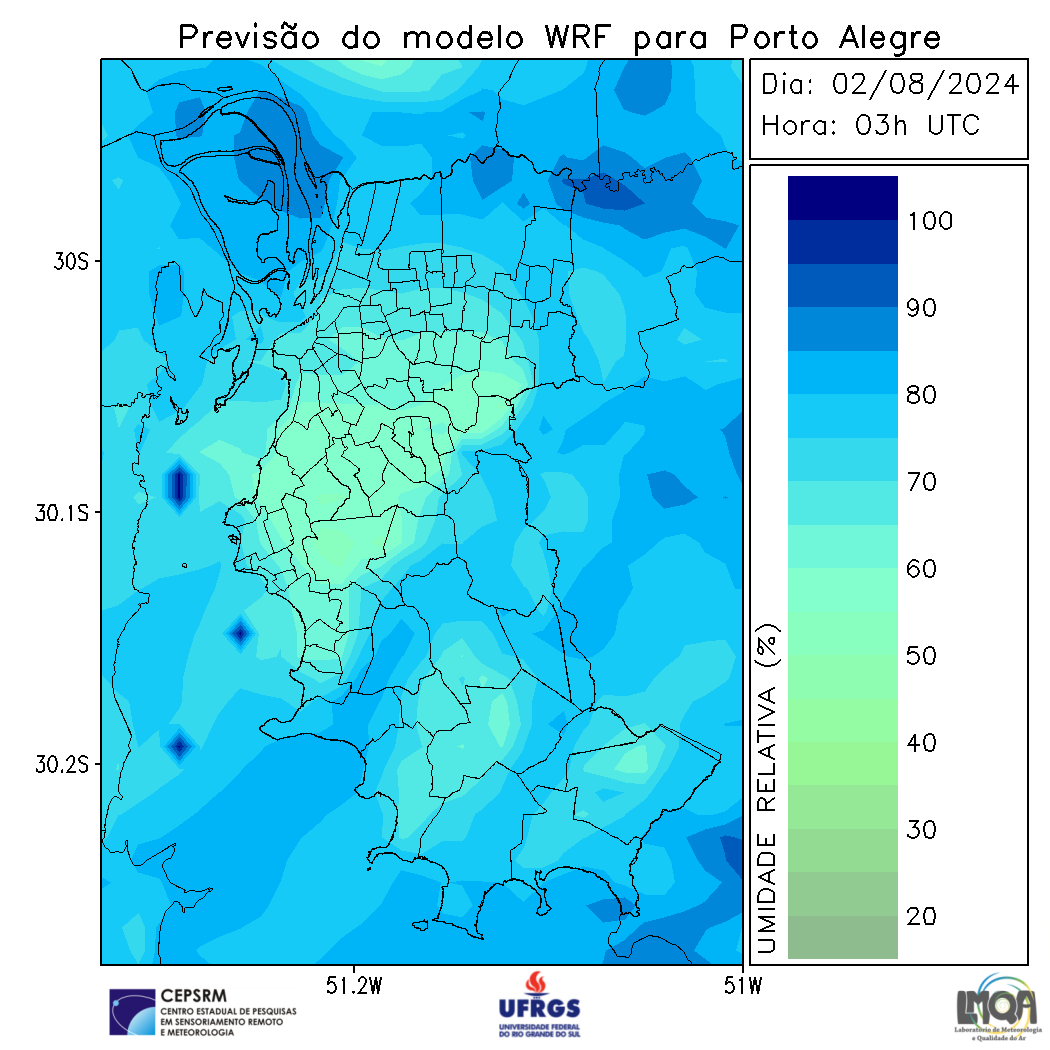 Previsão do modelo WRF para Porto Alegre
Dia: 02/08/2024
Hora: 03h UTC
30S
30.1S
30.2S
51.2W
51W
UMIDADE RELATIVA (%)
100
90
80
70
60
50
40
30
20
CEPSRM
CENTRO ESTADUAL DE PESQUISAS
EM SENSORIAMENTO REMOTO
E METEOROLOGIA
UFRGS
UNIVERSIDADE FEDERAL
DO RIO GRANDE DO SUL
LMQA
Laboratório de Meteorologia
e Qualidade do Ar